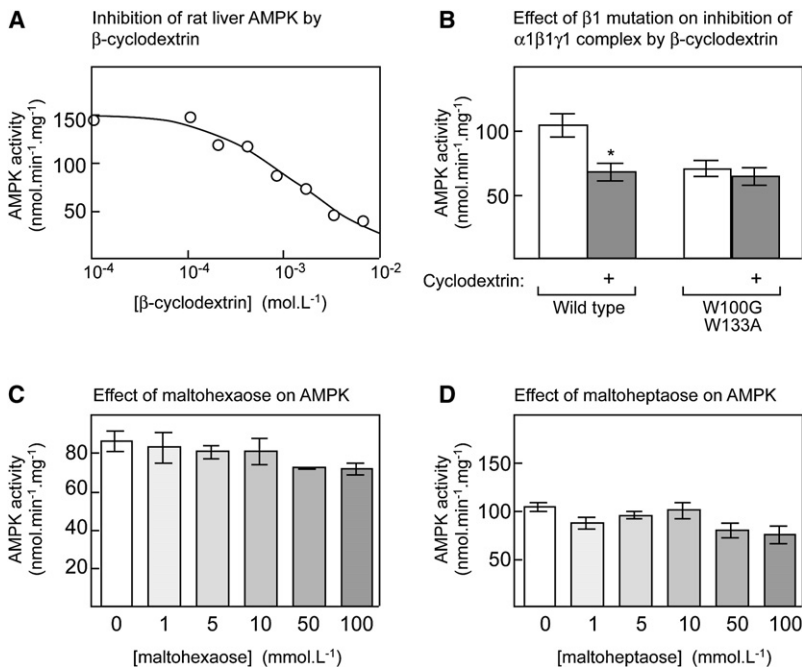 A
Inhibition of rat liver AMPK by
β-cyclodextrin
AMPK activity
(nmol.min⁻¹.mg⁻¹)
150
100
50
10⁻⁴
10⁻⁴
10⁻³
10⁻²
[β-cyclodextrin] (mol.L⁻¹)
B
Effect of β1 mutation on inhibition of
α1β1γ1 complex by β-cyclodextrin
AMPK activity
(nmol.min⁻¹.mg⁻¹)
100
50
*
Cyclodextrin:
+
+
Wild type
W100G
W133A
C
Effect of maltohexaose on AMPK
AMPK activity
(nmol.min⁻¹.mg⁻¹)
80
60
40
20
0
1
5
10
50
100
[maltohexaose] (mmol.L⁻¹)
D
Effect of maltoheptaose on AMPK
AMPK activity
(nmol.min⁻¹.mg⁻¹)
150
100
50
0
1
5
10
50
100
[maltoheptaose] (mmol.L⁻¹)